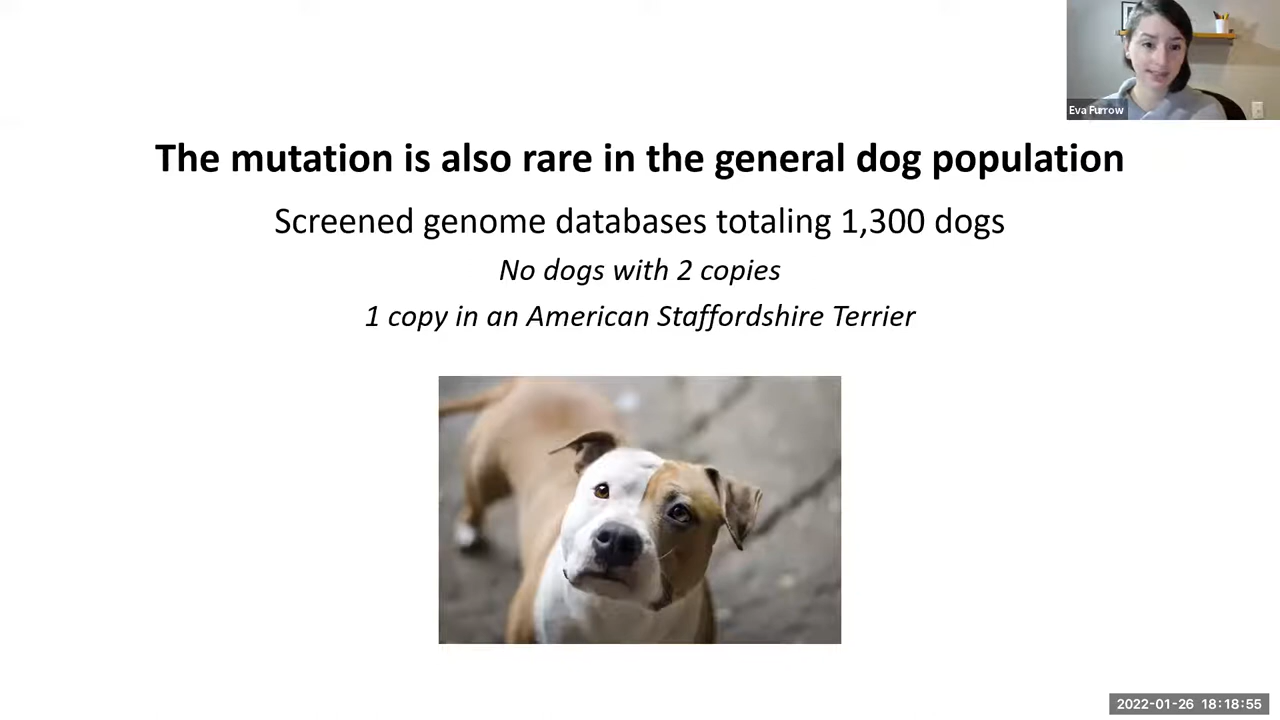 Eva Furrow
The mutation is also rare in the general dog population
Screened genome databases totaling 1,300 dogs
No dogs with 2 copies
1 copy in an American Staffordshire Terrier
2022-01-26 18:18:55